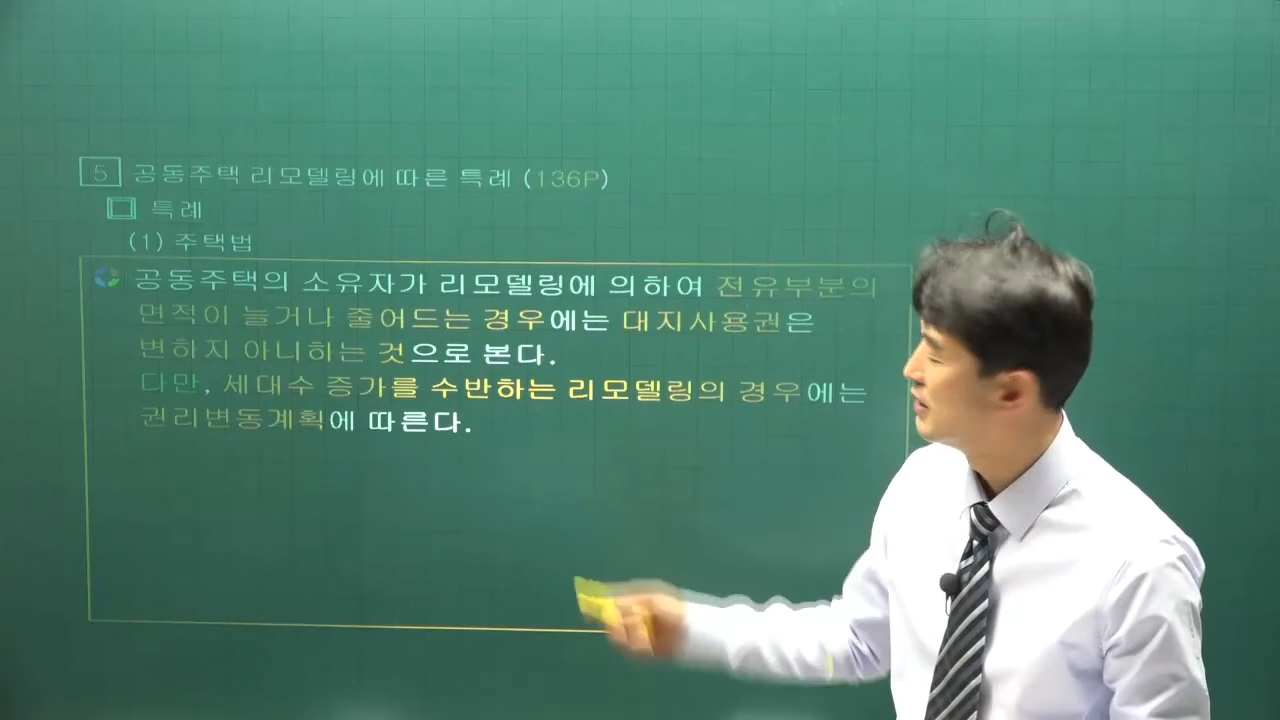 5 공동주택 리모델링에 따른 특례 (136P)
특례
(1) 주택법
공동주택의 소유자가 리모델링에 의하여 전유부분의
면적이 늘거나 줄어드는 경우에는 대지사용권은
변하지 아니하는 것으로 본다.
다만, 세대수 증가를 수반하는 리모델링의 경우에는
권리변동계획에 따른다.